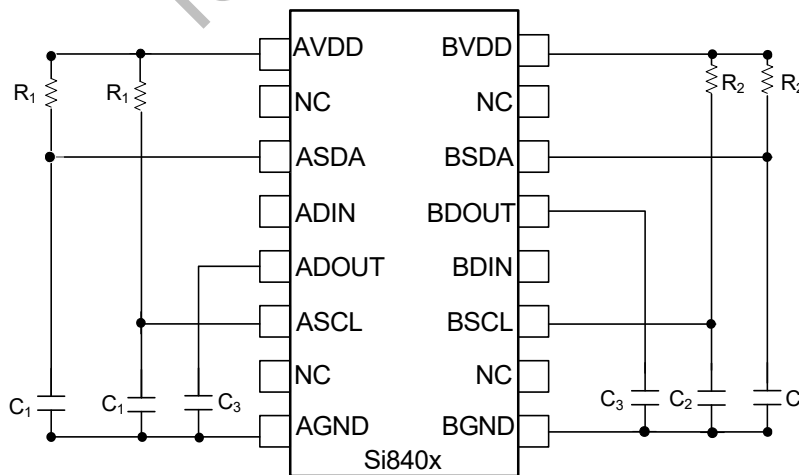 AVDD
BVDD
R1
R1
R2
R2
NC
NC
ASDA
BSDA
ADIN
BDOUT
ADOUT
BDIN
ASCL
BSCL
NC
NC
C1
C1
C3
C3
C2
C
AGND
BGND
Si840x